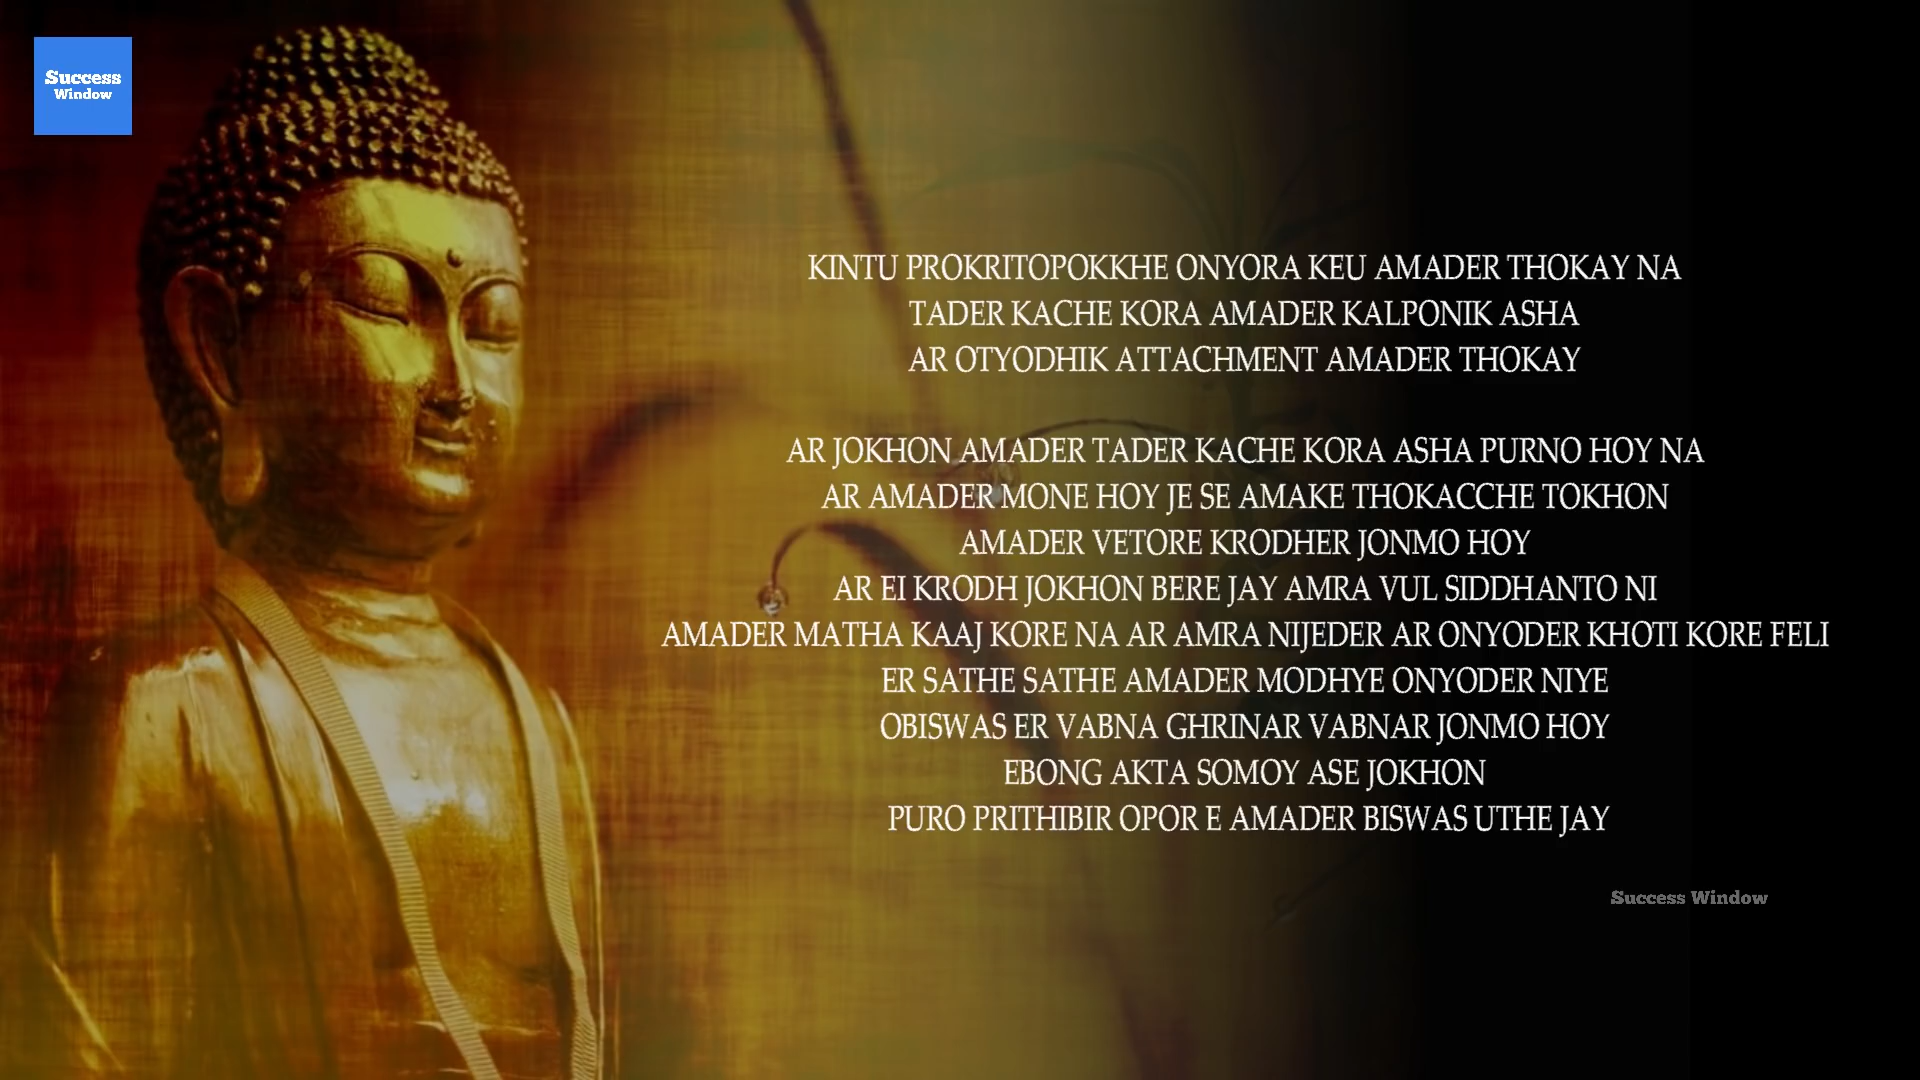 Success
Window
KINTU PROKRITOPOKKHE ONYORA KEU AMADER THOKAY NA
TADER KACHE KORA AMADER KALPONIK ASHA
AR OTYODHIK ATTACHMENT AMADER THOKAY
AR JOKHON AMADER TADER KACHE KORA ASHA PURNO HOY NA
AR AMADER MONE HOY JE SE AMAKE THOKACCHE TOKHON
AMADER VETORE KRODHER JONMO HOY
AR EI KRODH JOKHON BERE JAY AMRA VUL SIDDHANTO NI
AMADER MATHA KAAJ KORE NA AR AMRA NIJEDER AR ONYODER KHOTI KORE FELI
ER SATHE SATHE AMADER MODHYE ONYODER NIYE
OBISWAS ER VABNA GHRINAR VABNAR JONMO HOY
EBONG AKTA SOMOY ASE JOKHON
PURO PRITHIBIR OPOR E AMADER BISWAS UTHE JAY
Success Window